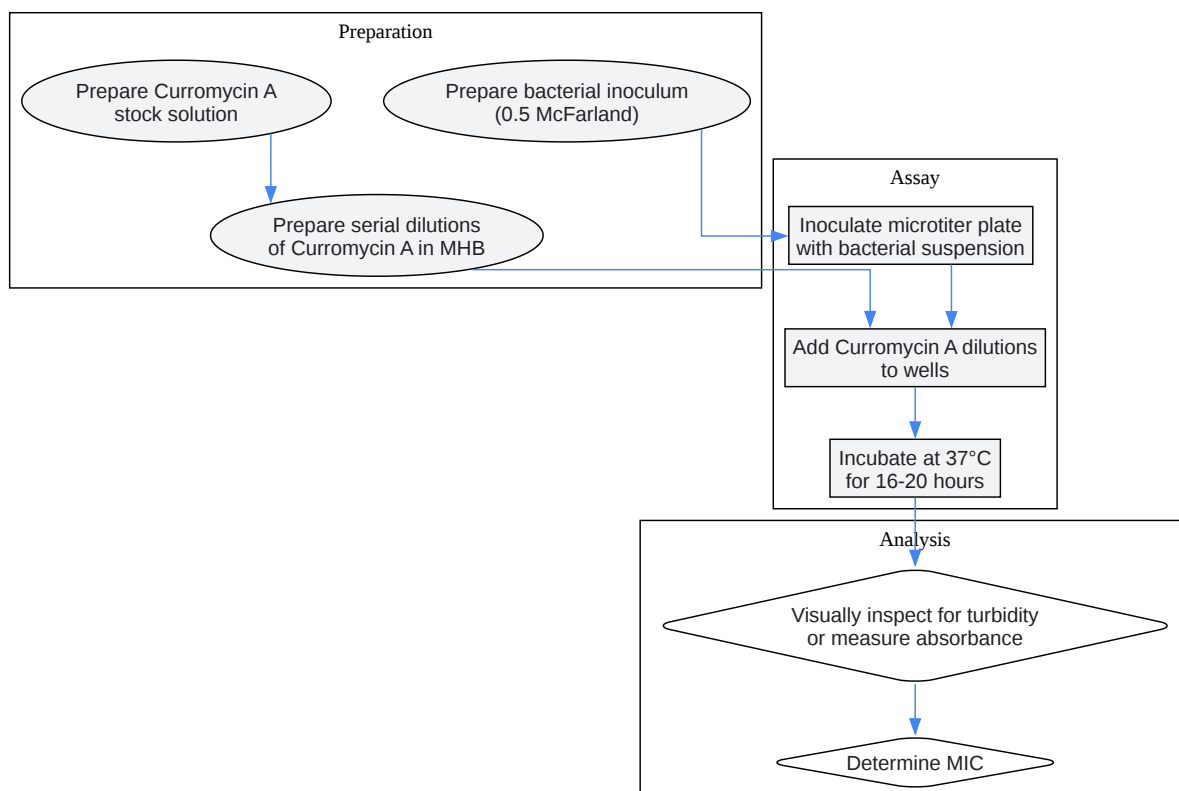 Preparation
Prepare Curromycin A
stock solution
Prepare bacterial inoculum
(0.5 McFarland)
Prepare serial dilutions
of Curromycin A in MHB
Assay
Inoculate microtiter plate
with bacterial suspension
Add Curromycin A dilutions
to wells
Incubate at 37°C
for 16-20 hours
Analysis
Visually inspect for turbidity
or measure absorbance
Determine MIC